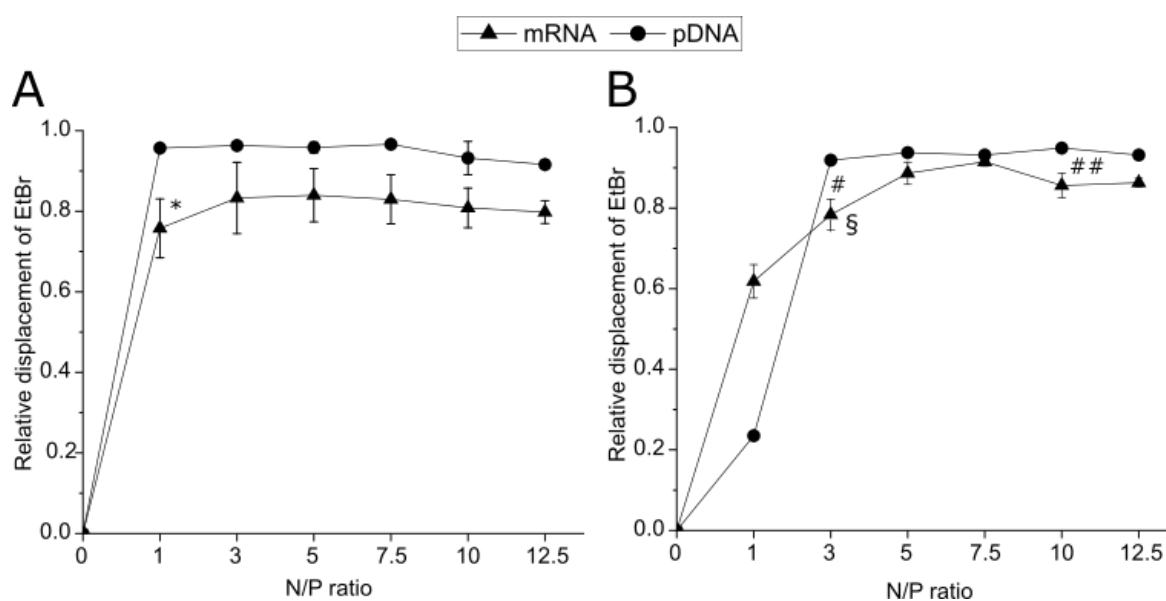 mRNA pDNA
A
Relative displacement of EtBr
1.0
0.8
0.6
0.4
0.2
0.0
*
0 1 3 5 7.5 10 12.5
N/P ratio
B
Relative displacement of EtBr
1.0
0.8
0.6
0.4
0.2
0.0
#
§
##
0 1 3 5 7.5 10 12.5
N/P ratio